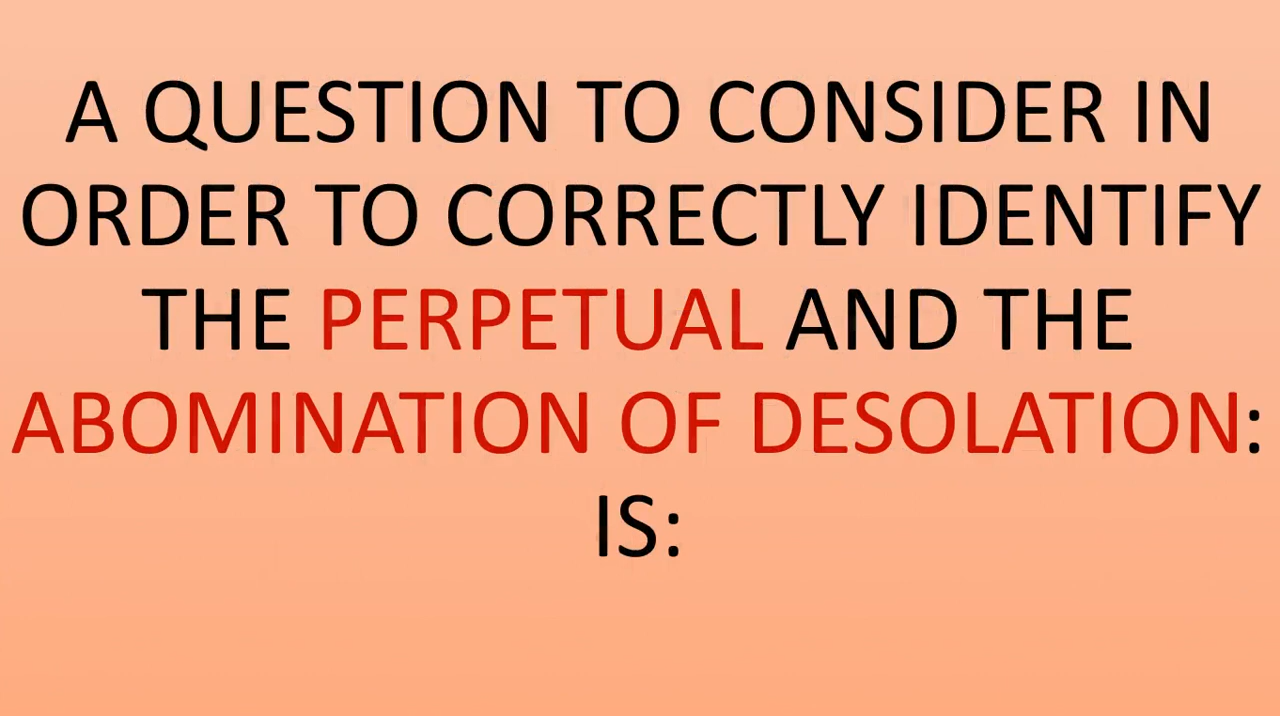 A QUESTION TO CONSIDER IN
ORDER TO CORRECTLY IDENTIFY
THE PERPETUAL AND THE
ABOMINATION OF DESOLATION:
IS: